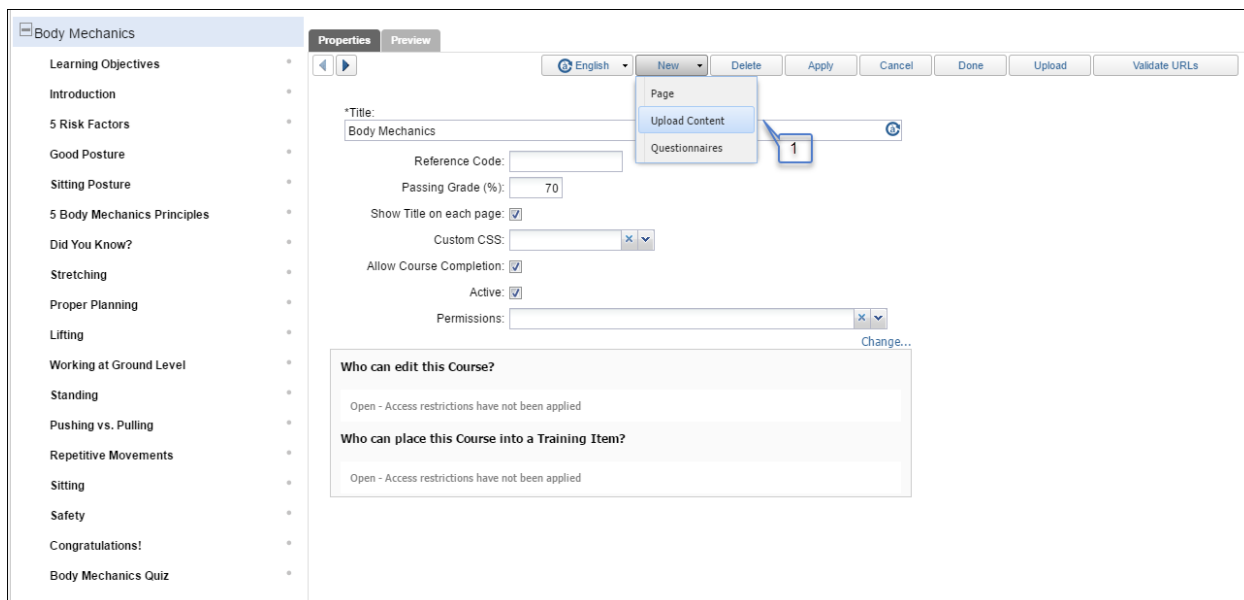 Body Mechanics
Learning Objectives
Introduction
5 Risk Factors
Good Posture
Sitting Posture
5 Body Mechanics Principles
Did You Know?
Stretching
Proper Planning
Lifting
Working at Ground Level
Standing
Pushing vs. Pulling
Repetitive Movements
Sitting
Safety
Congratulations!
Body Mechanics Quiz
Properties Preview
English New Delete Apply Cancel Done Upload Validate URLs
Page
Upload Content
Questionnaires
1
*Title:
Body Mechanics
Reference Code:
Passing Grade (%): 70
Show Title on each page:
Custom CSS:
Allow Course Completion:
Active:
Permissions:
Change...
Who can edit this Course?
Open - Access restrictions have not been applied
Who can place this Course into a Training Item?
Open - Access restrictions have not been applied